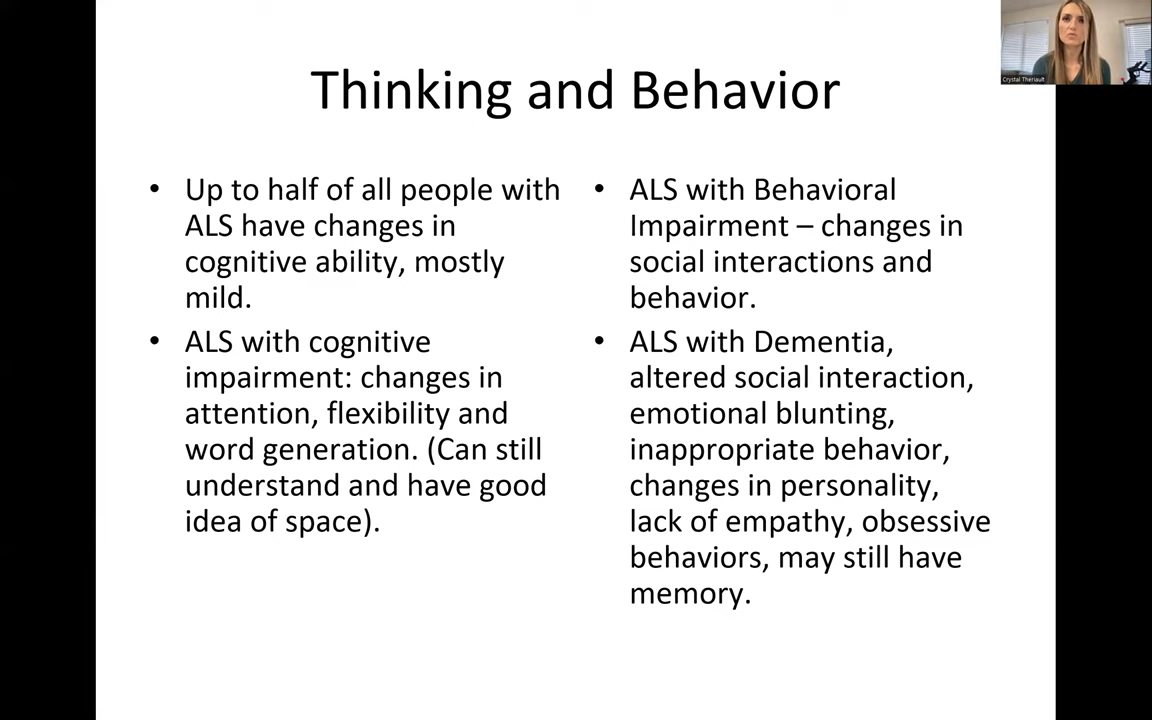 Thinking and Behavior
• Up to half of all people with
ALS have changes in
cognitive ability, mostly
mild.
• ALS with cognitive
impairment: changes in
attention, flexibility and
word generation. (Can still
understand and have good
idea of space).
• ALS with Behavioral
Impairment – changes in
social interactions and
behavior.
• ALS with Dementia,
altered social interaction,
emotional blunting,
inappropriate behavior,
changes in personality,
lack of empathy, obsessive
behaviors, may still have
memory.
Crystal Theriault